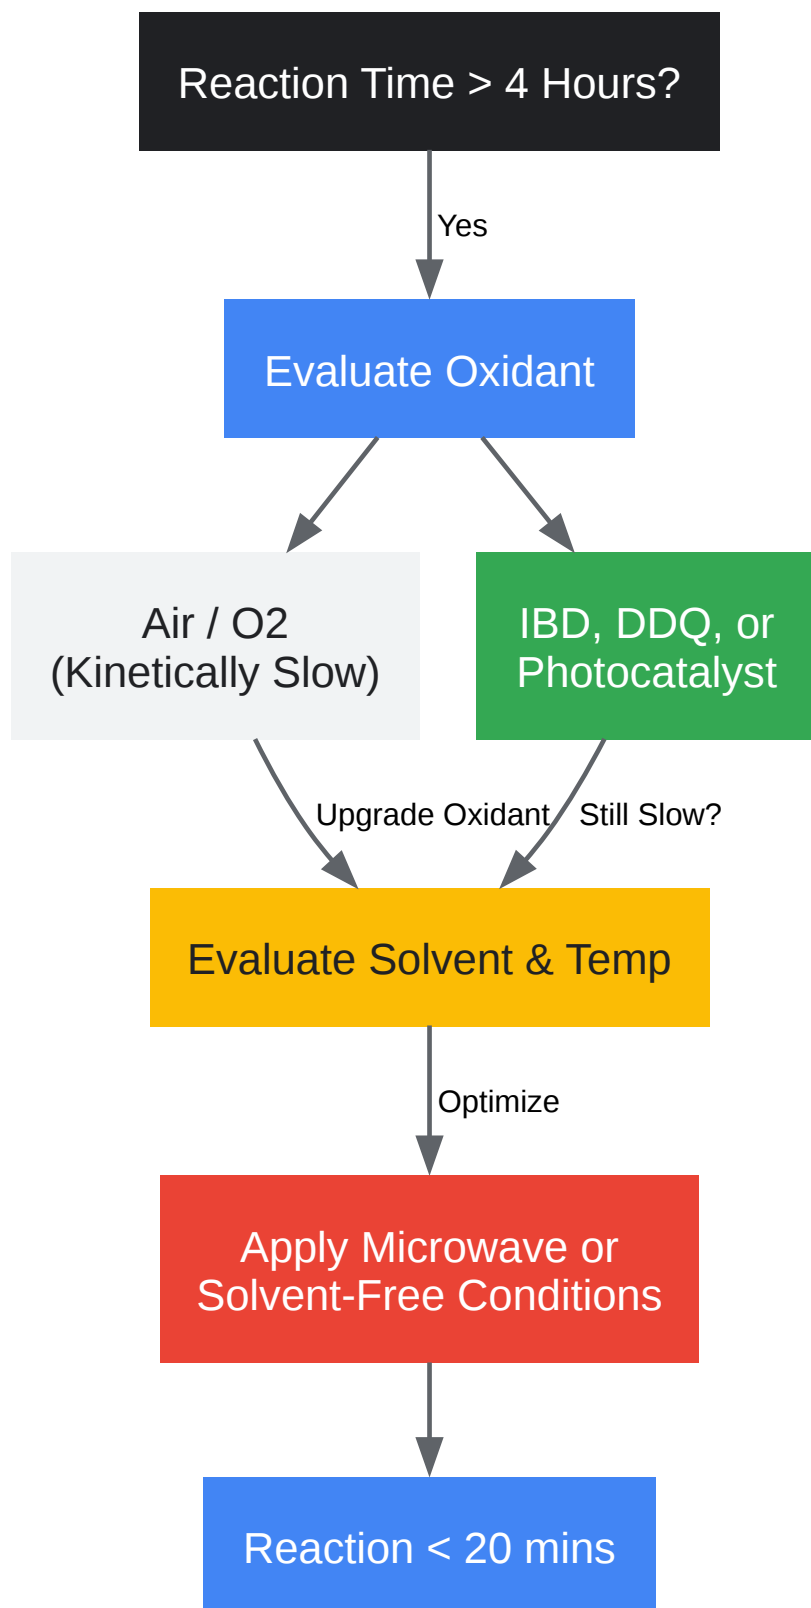 Reaction Time > 4 Hours?
Yes
Evaluate Oxidant
Air / O2
(Kinetically Slow)
IBD, DDQ, or
Photocatalyst
Upgrade Oxidant
Still Slow?
Evaluate Solvent & Temp
Optimize
Apply Microwave or
Solvent-Free Conditions
Reaction < 20 mins